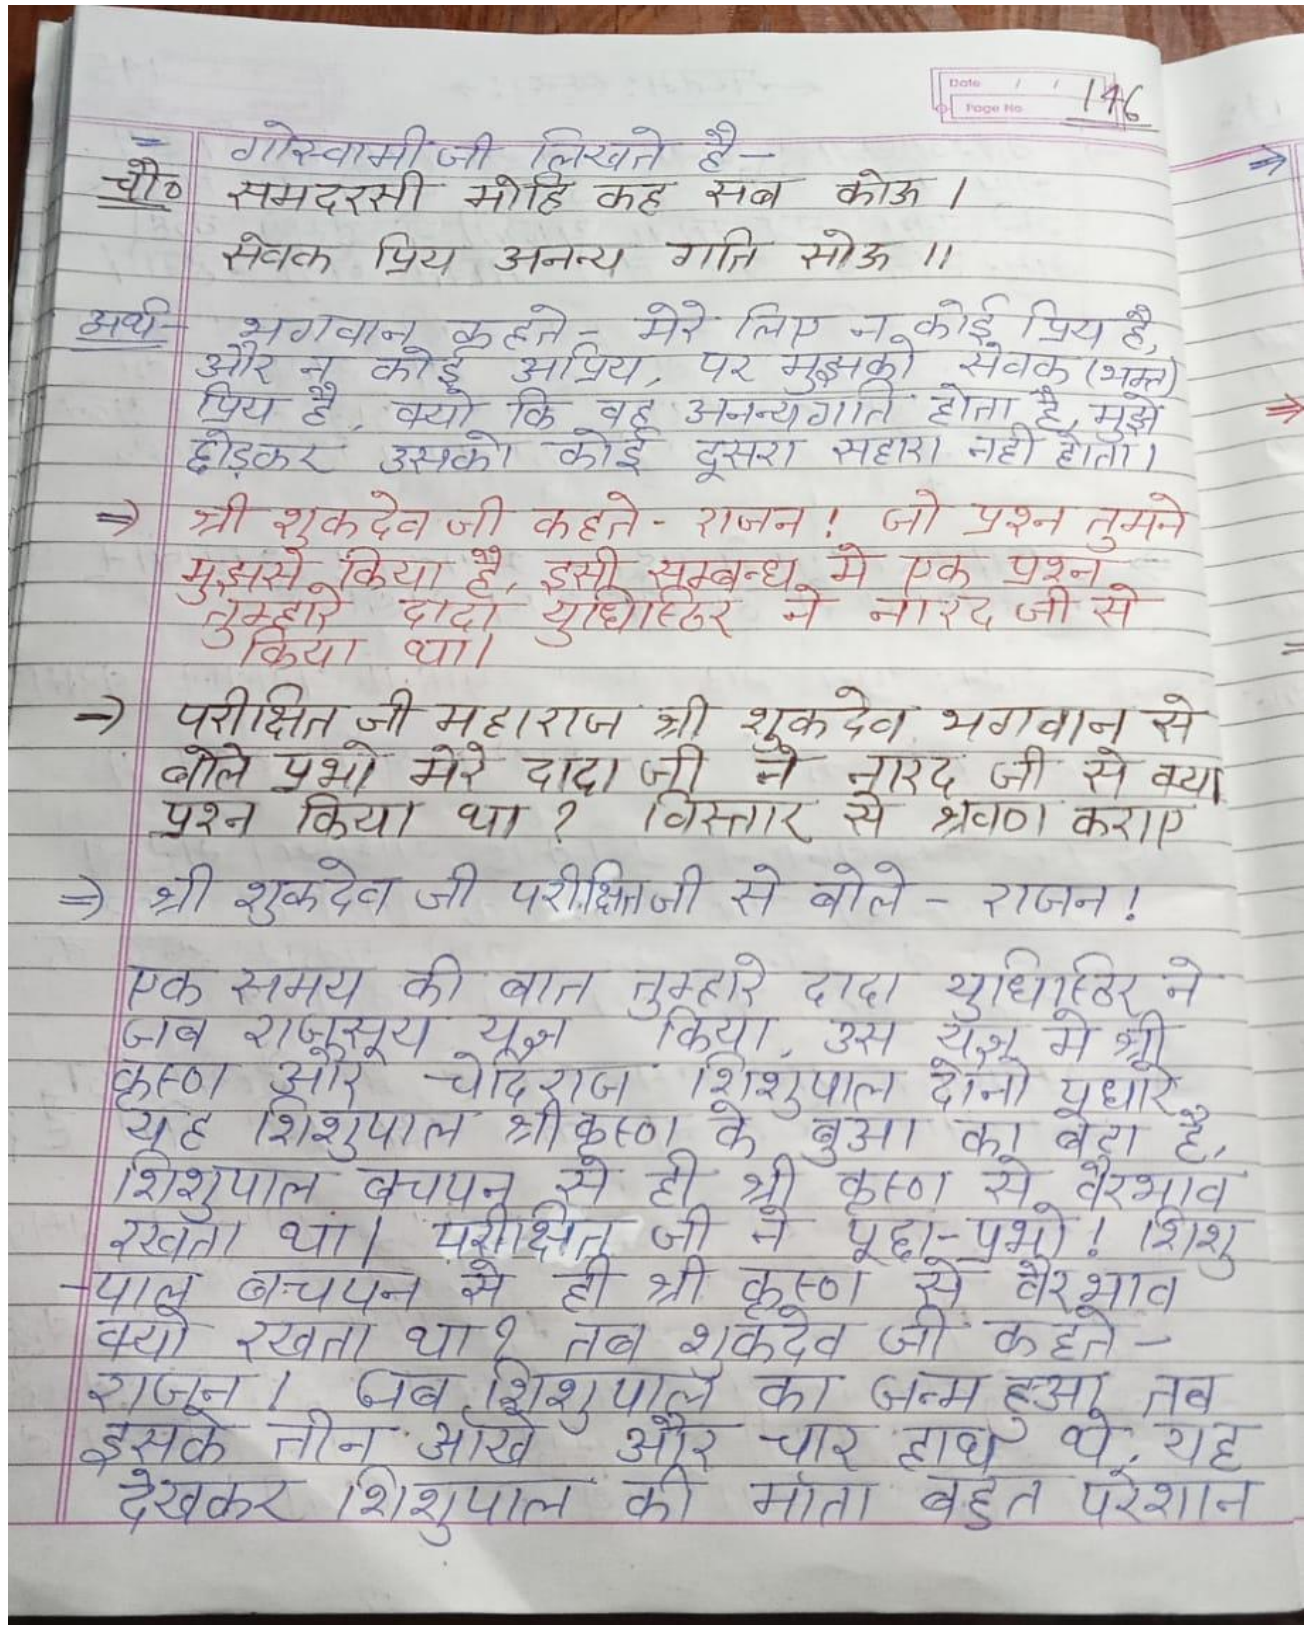 Date / /
Page No. 146
= गोस्वामी जी लिखते है-
चौ० समदरसी मोहि कह सब कोऊ ।
सेवक प्रिय अनन्य गति सोऊ ॥
अर्थ- भगवान कहते - मेरे लिए न कोई प्रिय है,
और न कोई अप्रिय, पर मुझको सेवक (भक्त)
प्रिय है, क्यो कि वह अनन्यगति होता है, मुझे
छोड़कर उसको कोई दूसरा सहारा नही होता।
⇒ श्री शुकदेव जी कहते - राजन! जो प्रश्न तुमने
मुझसे किया है, इसी सम्बन्ध मे एक प्रश्न
तुम्हारे दादा युधिष्ठिर ने नारद जी से
किया था।
→ परीक्षित जी महाराज श्री शुकदेव भगवान से
बोले प्रभो मेरे दादा जी ने नारद जी से क्या
प्रश्न किया था ? विस्तार से श्रवण कराए
⇒ श्री शुकदेव जी परीक्षित जी से बोले - राजन!
एक समय की बात तुम्हारे दादा युधिष्ठिर ने
जब राजसूय यज्ञ किया, उस यज्ञ मे श्री
कृष्ण और चेदिराज शिशुपाल दोनो पधारे
यह शिशुपाल श्री कृष्ण के बुआ का बेटा है,
शिशुपाल बचपन से ही श्री कृष्ण से वैरभाव
रखता था। परीक्षित जी ने पूछा-प्रभो! शिशु
-पाल बचपन से ही श्री कृष्ण से वैरभाव
क्यो रखता था? तब शुकदेव जी कहते-
राजन। जब शिशुपाल का जन्म हुआ तब
इसके तीन आँखे और चार हाथ थे, यह
देखकर शिशुपाल की माता बहुत परेशान